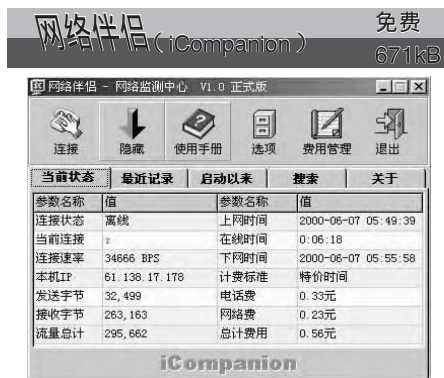 网络伴侣(iCompanion)
免费
671kB
网络伴侣 - 网络监测中心 V1.0 正式版
连接 隐藏 使用手册 选项 费用管理 退出
当前状态 最近记录 启动以来 搜索 关于
参数名称 值 参数名称 值
连接状态 离线 上网时间 2000-06-07 05:49:39
当前连接 z 在线时间 0:06:18
连接速率 34666 BPS 下网时间 2000-06-07 05:55:58
本机IP 61.138.17.178 计费标准 特价时间
发送字节 32,499 电话费 0.33元
接收字节 263,163 网络费 0.23元
流量总计 295,662 总计费用 0.56元
iCompanion